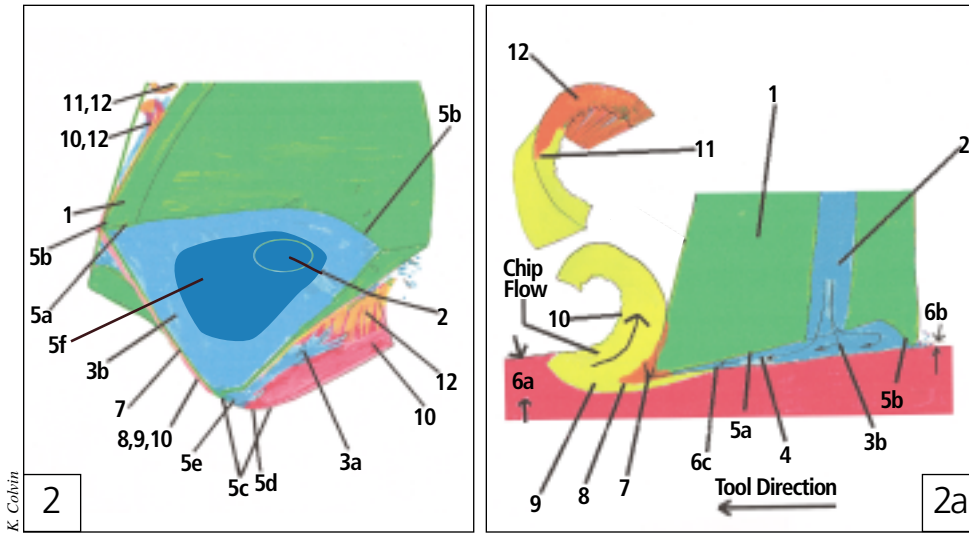 11,12
10,12
5b
1
5b
5a
5f
3b
7
8,9,10
5e
5c
5d
3a
2
12
10
K. Colvin
2
12
1
11
2
Chip
Flow
10
6b
6a
5b
5a
4
3b
6c
9
8
7
Tool Direction
2a